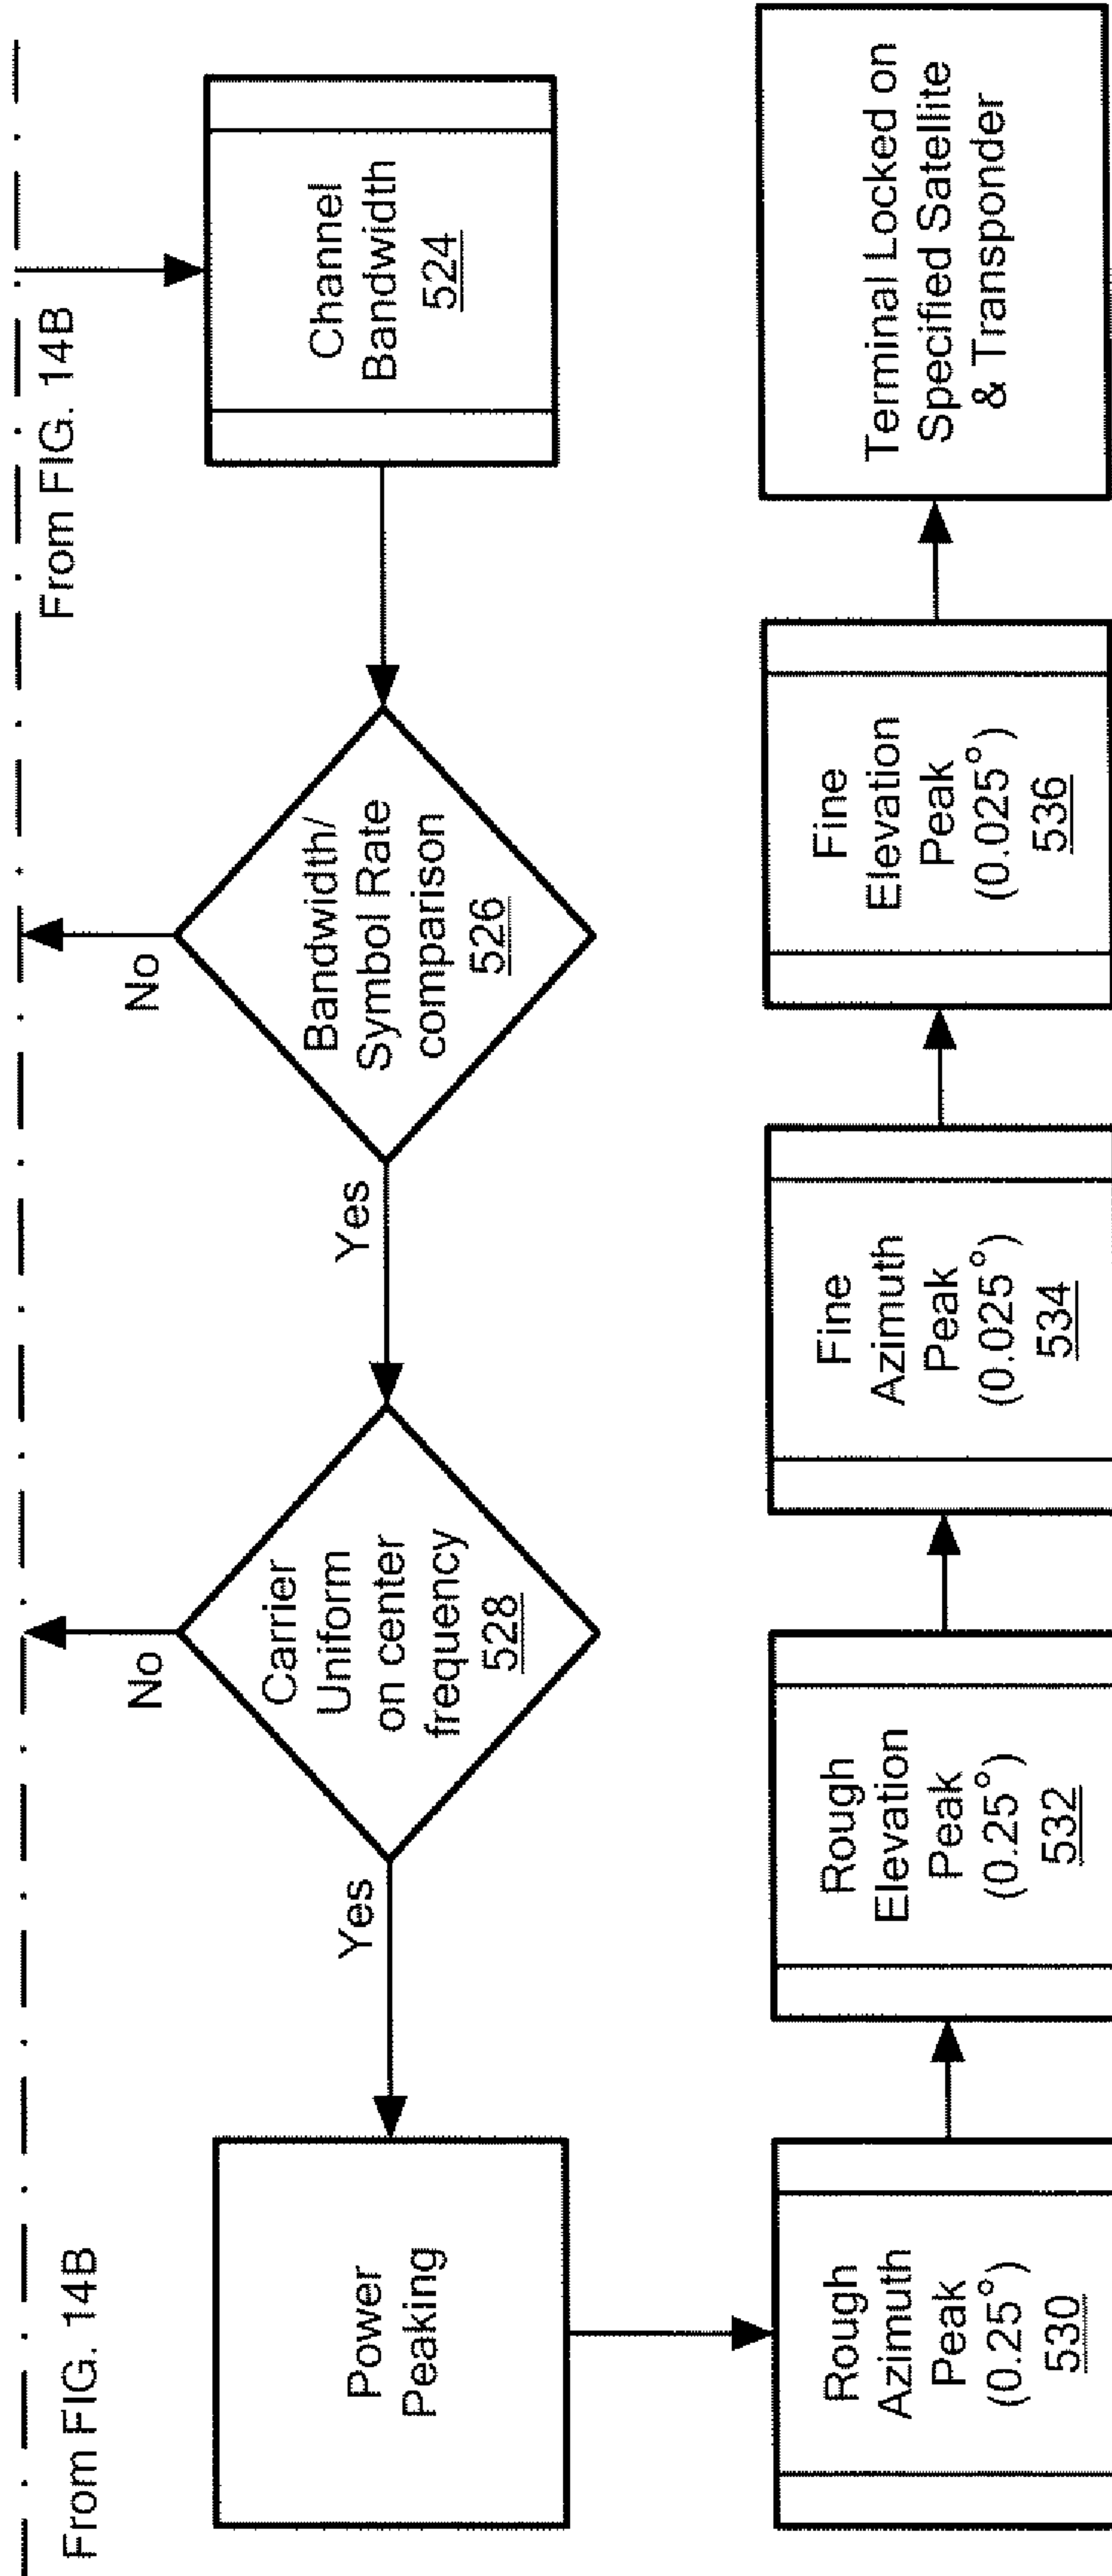 From FIG. 14B
From FIG. 14B
Channel
Bandwidth
524
Bandwidth/
Symbol Rate
comparison
526
No
Yes
Carrier
Uniform
on center
frequency
528
No
Yes
Power
Peaking
Rough
Azimuth
Peak
(0.25°)
530
Rough
Elevation
Peak
(0.25°)
532
Fine
Azimuth
Peak
(0.025°)
534
Fine
Elevation
Peak
(0.025°)
536
Terminal Locked on
Specified Satellite
& Transponder